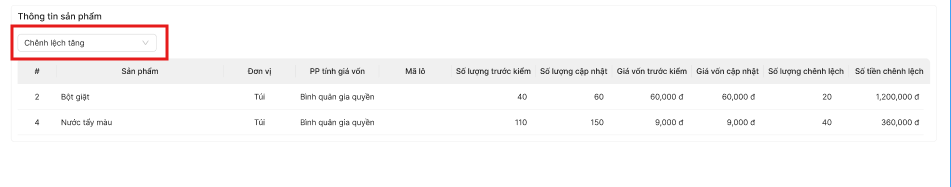 Thông tin sản phẩm
Chênh lệch tăng
# Sản phẩm Đơn vị PP tính giá vốn Mã lô Số lượng trước kiểm Số lượng cập nhật Giá vốn trước kiểm Giá vốn cập nhật Số lượng chênh lệch Số tiền chênh lệch
2 Bột giặt Túi Bình quân gia quyền 40 60 60,000 đ 60,000 đ 20 1,200,000 đ
4 Nước tẩy màu Túi Bình quân gia quyền 110 150 9,000 đ 9,000 đ 40 360,000 đ